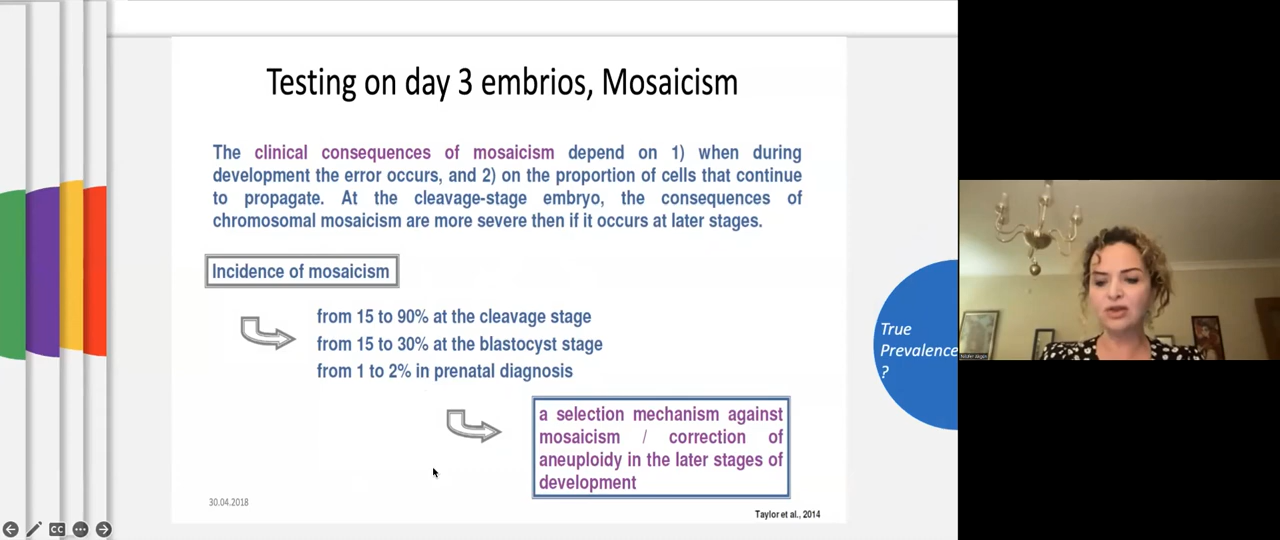 Testing on day 3 embrios, Mosaicism
The clinical consequences of mosaicism depend on 1) when during
development the error occurs, and 2) on the proportion of cells that continue
to propagate. At the cleavage-stage embryo, the consequences of
chromosomal mosaicism are more severe then if it occurs at later stages.
Incidence of mosaicism
from 15 to 90% at the cleavage stage
from 15 to 30% at the blastocyst stage
from 1 to 2% in prenatal diagnosis
a selection mechanism against
mosaicism / correction of
aneuploidy in the later stages of
development
True
Prevalence
?
30.04.2018
Taylor et al., 2014
CC